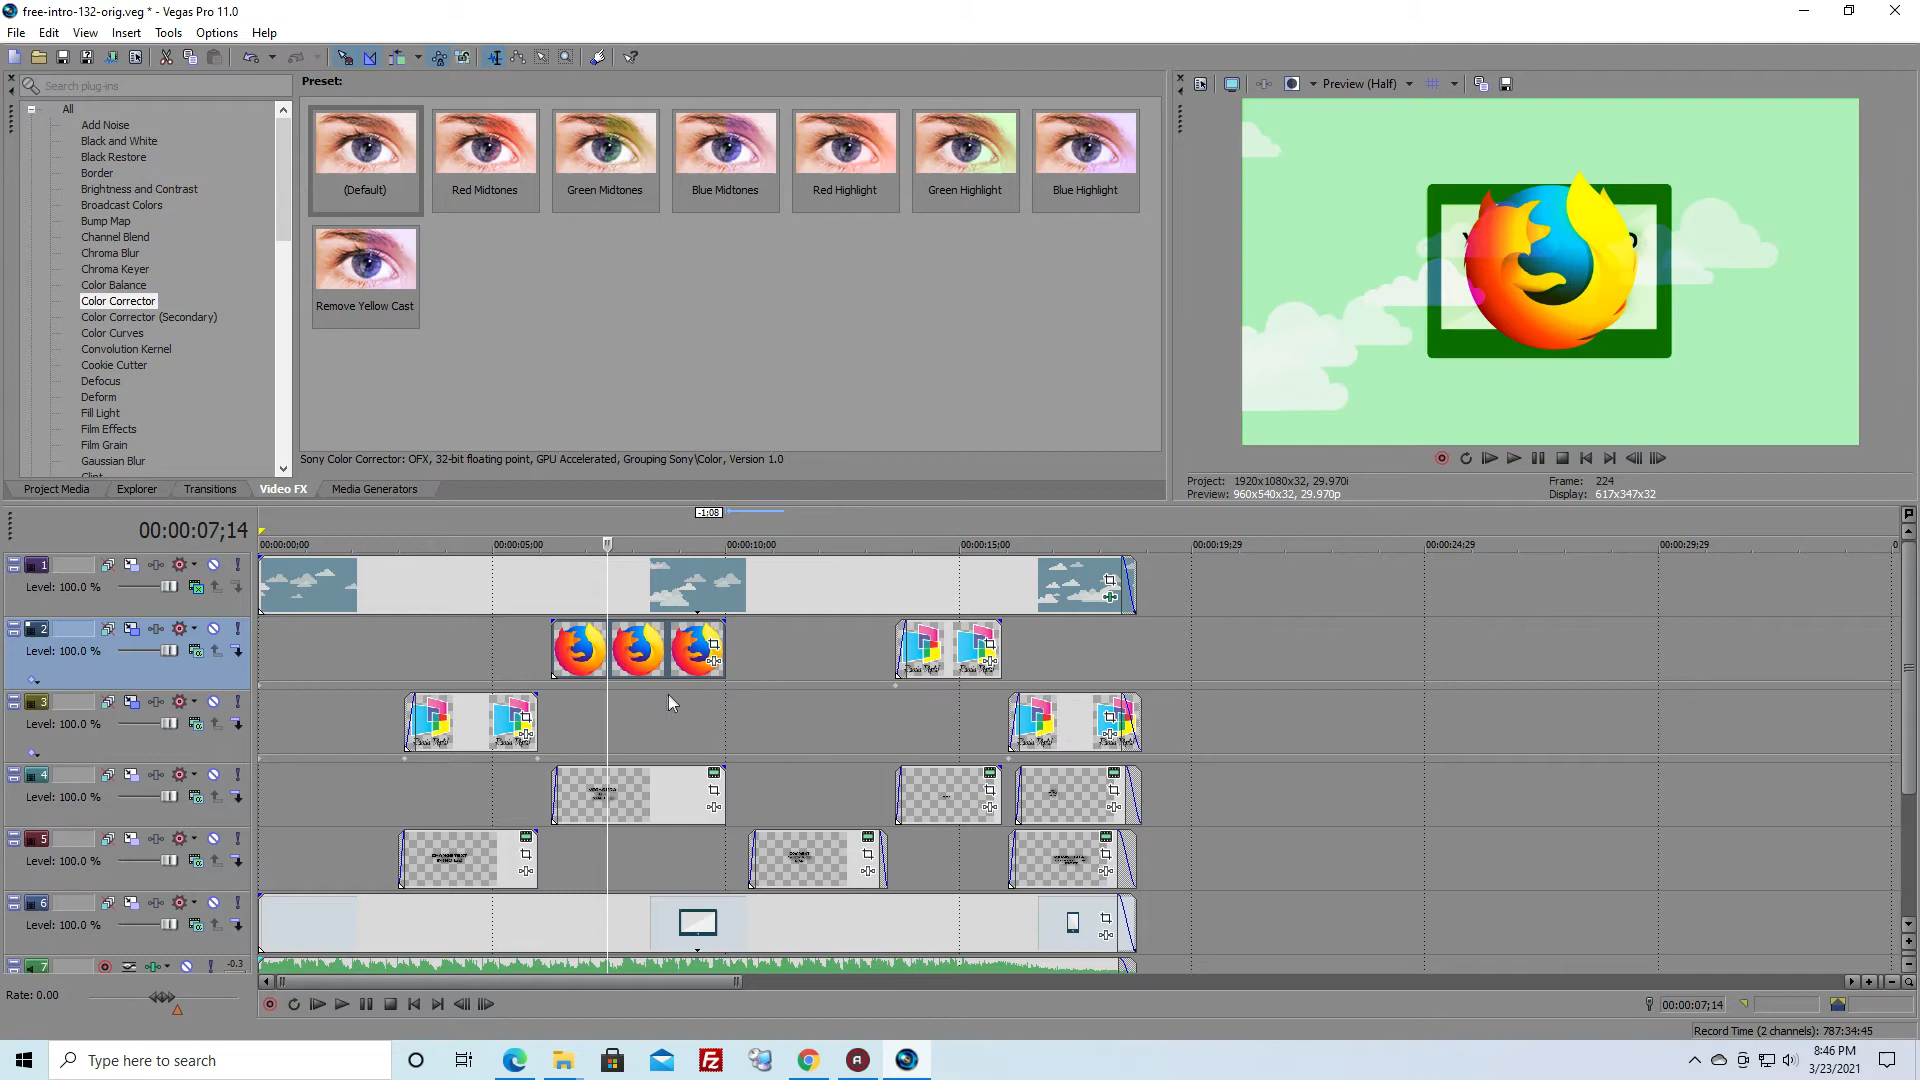 free-intro-132-orig.veg * - Vegas Pro 11.0
File Edit View Insert Tools Options Help
Search plug-ins
Preset:
All
Add Noise
Black and White
Black Restore
Border
Brightness and Contrast
Broadcast Colors
Bump Map
Channel Blend
Chroma Blur
Chroma Keyer
Color Balance
Color Corrector
Color Corrector (Secondary)
Color Curves
Convolution Kernel
Cookie Cutter
Defocus
Deform
Fill Light
Film Effects
Film Grain
Gaussian Blur
(Default) Red Midtones Green Midtones Blue Midtones Red Highlight Green Highlight Blue Highlight
Remove Yellow Cast
Sony Color Corrector: OFX, 32-bit floating point, GPU Accelerated, Grouping Sony\Color, Version 1.0
Project Media Explorer Transitions Video FX Media Generators
Preview (Half)
Project: 1920x1080x32, 29.970i
Preview: 960x540x32, 29.970p
Frame: 224
Display: 617x347x32
-1:08
00:00:07;14
00:00:00;00 00:00:05;00 00:00:10;00 00:00:15;00 00:00:19;29 00:00:24;29 00:00:29;29 0
1
Level: 100.0 %
2
Level: 100.0 %
3
Level: 100.0 %
4
Level: 100.0 %
5
Level: 100.0 %
CHANGE TEXT
6
Level: 100.0 %
7 -0.3
Rate: 0.00
00:00:07;14
Record Time (2 channels): 787:34:45
Type here to search
8:46 PM
3/23/2021